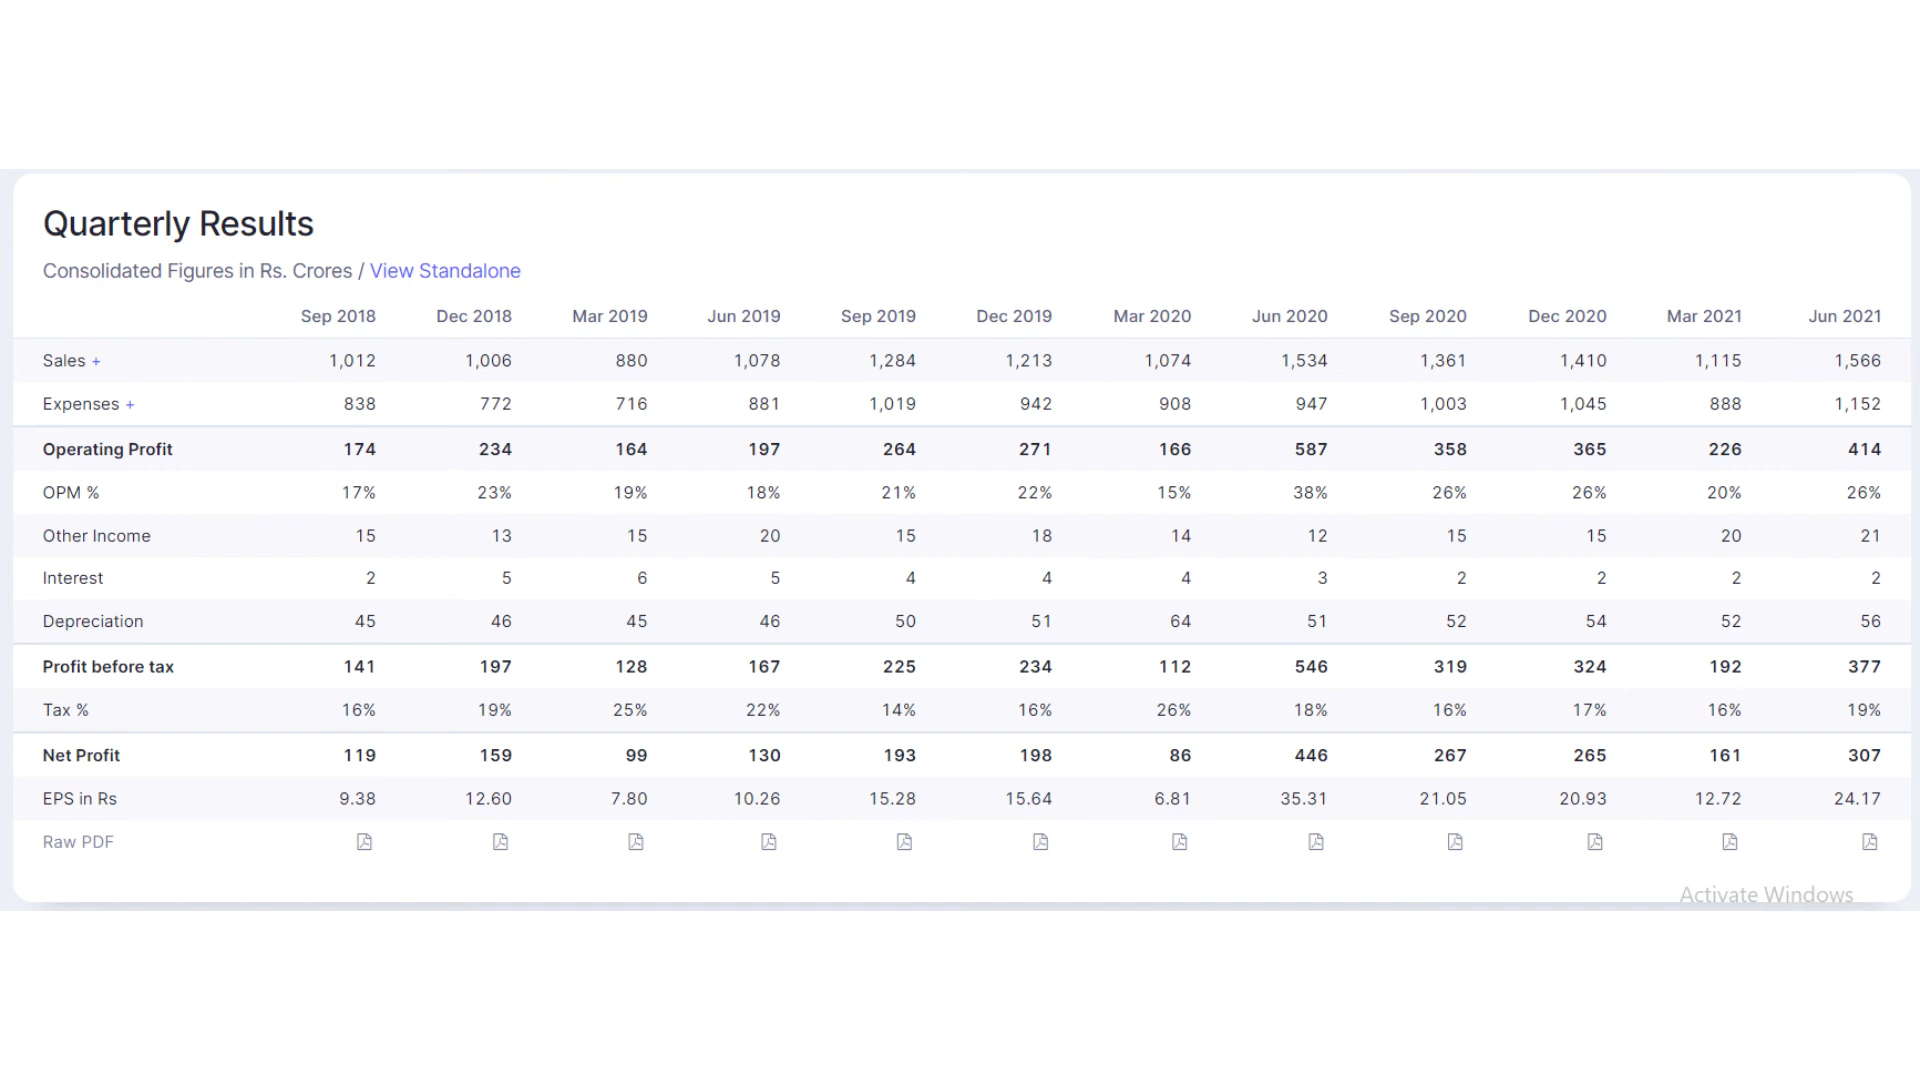 Quarterly Results
Consolidated Figures in Rs. Crores / View Standalone
Sep 2018 Dec 2018 Mar 2019 Jun 2019 Sep 2019 Dec 2019 Mar 2020 Jun 2020 Sep 2020 Dec 2020 Mar 2021 Jun 2021
Sales + 1,012 1,006 880 1,078 1,284 1,213 1,074 1,534 1,361 1,410 1,115 1,566
Expenses + 838 772 716 881 1,019 942 908 947 1,003 1,045 888 1,152
Operating Profit 174 234 164 197 264 271 166 587 358 365 226 414
OPM % 17% 23% 19% 18% 21% 22% 15% 38% 26% 26% 20% 26%
Other Income 15 13 15 20 15 18 14 12 15 15 20 21
Interest 2 5 6 5 4 4 4 3 2 2 2 2
Depreciation 45 46 45 46 50 51 64 51 52 54 52 56
Profit before tax 141 197 128 167 225 234 112 546 319 324 192 377
Tax % 16% 19% 25% 22% 14% 16% 26% 18% 16% 17% 16% 19%
Net Profit 119 159 99 130 193 198 86 446 267 265 161 307
EPS in Rs 9.38 12.60 7.80 10.26 15.28 15.64 6.81 35.31 21.05 20.93 12.72 24.17
Raw PDF
Activate Windows